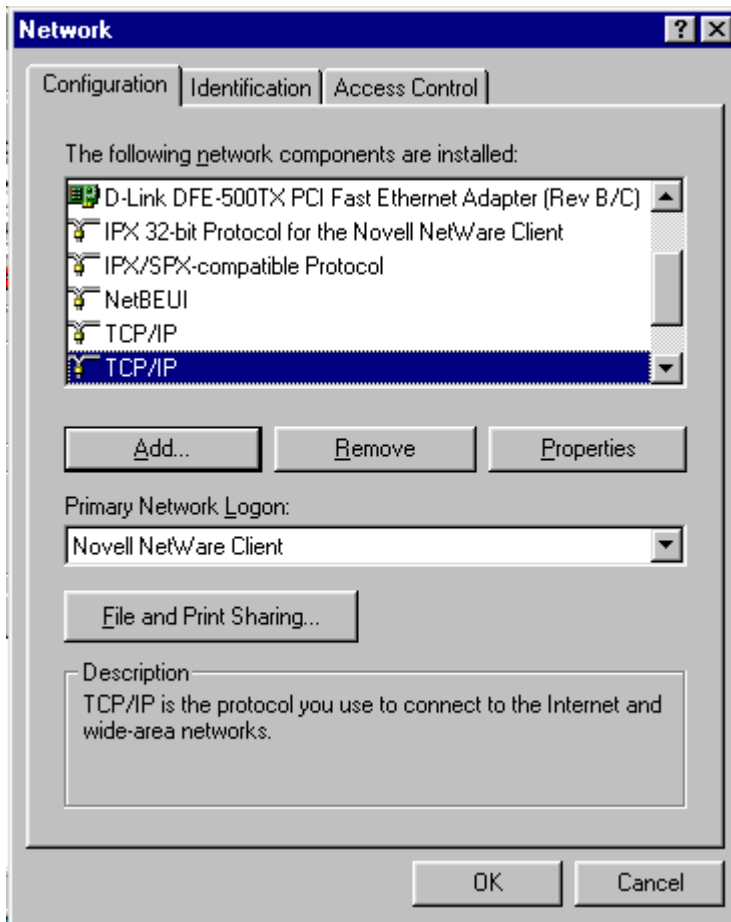 Network
Configuration
Identification
Access Control
The following network components are installed:
D-Link DFE-500TX PCI Fast Ethernet Adapter (Rev B/C)
IPX 32-bit Protocol for the Novell NetWare Client
IPX/SPX-compatible Protocol
NetBEUI
TCP/IP
TCP/IP
Add...
Remove
Properties
Primary Network Logon:
Novell NetWare Client
File and Print Sharing...
Description
TCP/IP is the protocol you use to connect to the Internet and
wide-area networks.
OK
Cancel